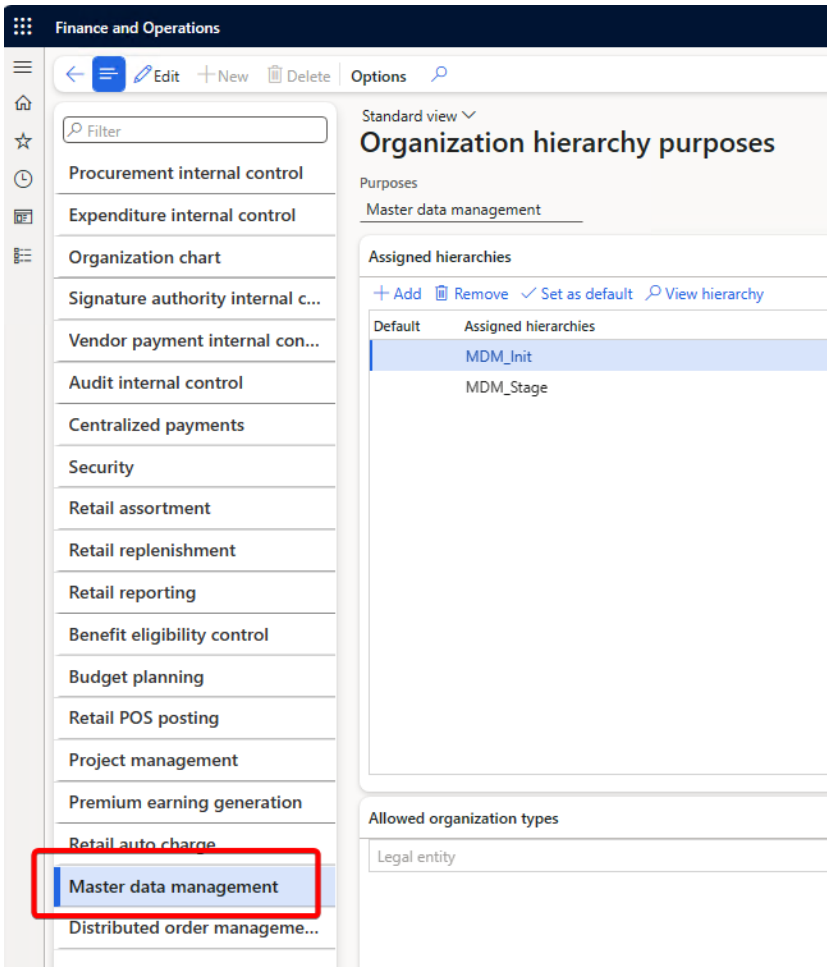 Finance and Operations
Edit
New
Delete
Options
Filter
Procurement internal control
Expenditure internal control
Organization chart
Signature authority internal c...
Vendor payment internal con...
Audit internal control
Centralized payments
Security
Retail assortment
Retail replenishment
Retail reporting
Benefit eligibility control
Budget planning
Retail POS posting
Project management
Premium earning generation
Retail auto charge
Master data management
Distributed order manageme...
Standard view
Organization hierarchy purposes
Purposes
Master data management
Assigned hierarchies
Add
Remove
Set as default
View hierarchy
Default
Assigned hierarchies
MDM_Init
MDM_Stage
Allowed organization types
Legal entity